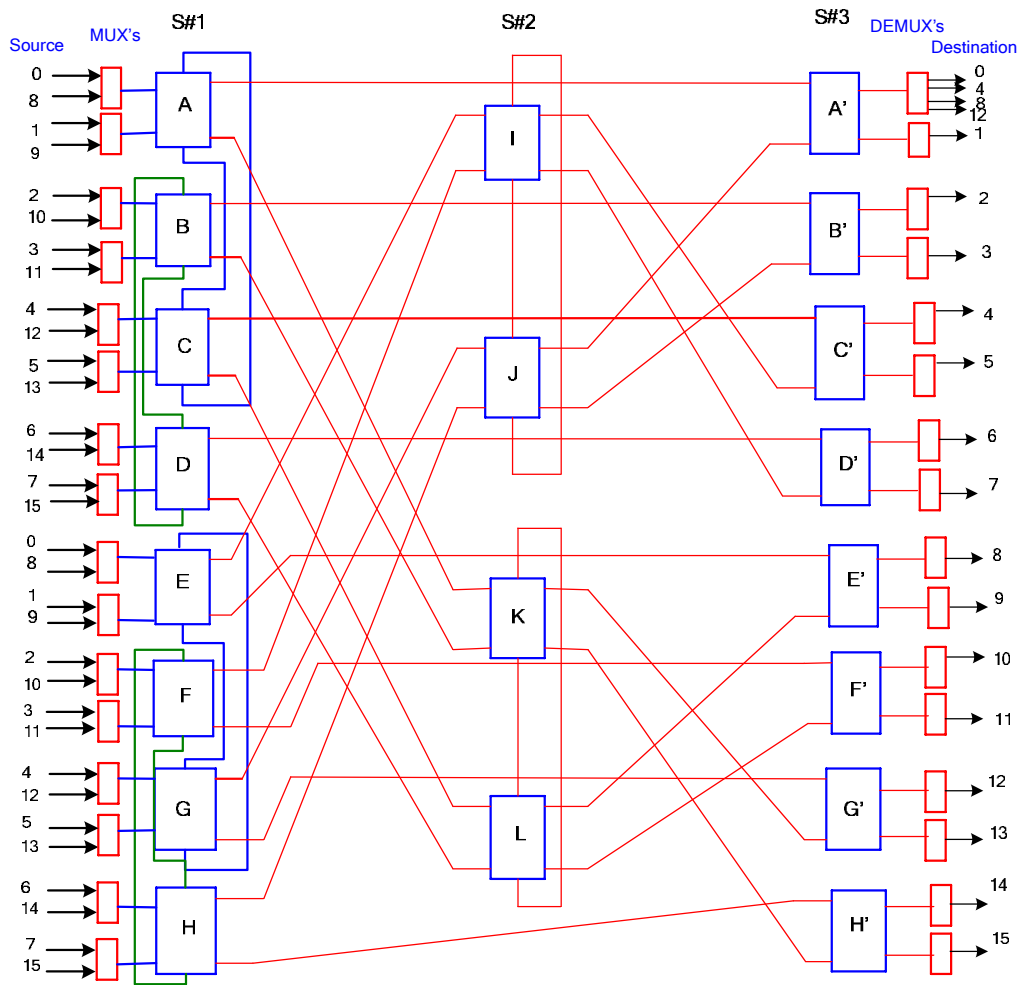 S#1
S#2
S#3
Source
MUX's
DEMUX's
Destination
0
8
1
9
2
10
3
11
4
12
5
13
6
14
7
15
0
8
1
9
2
10
3
11
4
12
5
13
6
14
7
15
A
B
C
D
E
F
G
H
I
J
K
L
A'
B'
C'
D'
E'
F'
G'
H'
0
4
8
12
1
2
3
4
5
6
7
8
9
10
11
12
13
14
15